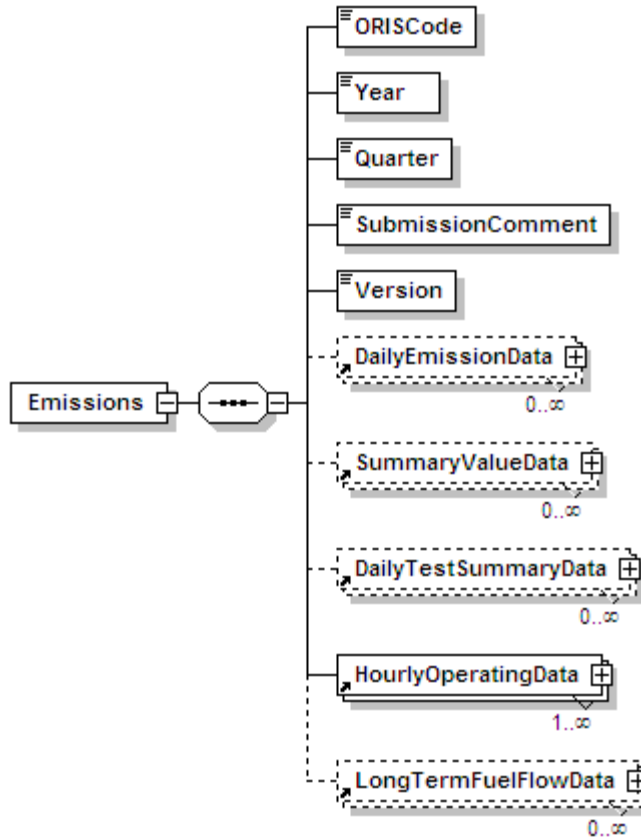 ORISCode
Year
Quarter
SubmissionComment
Version
DailyEmissionData
0..∞
Emissions
SummaryValueData
0..∞
DailyTestSummaryData
0..∞
HourlyOperatingData
1..∞
LongTermFuelFlowData
0..∞